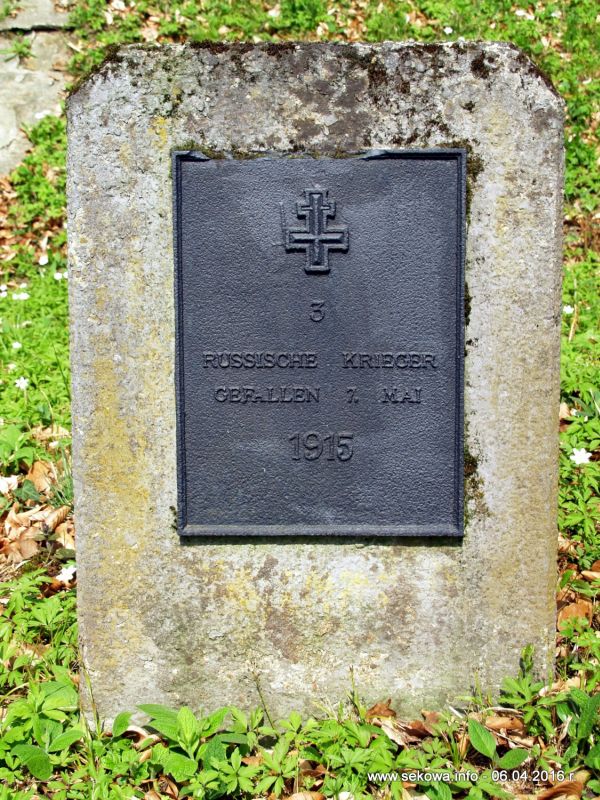 3
RUSSISCHE KRIEGER
GEFALLEN 7. MAI
1915
www.sekowa.info - 06.04.2016 r.